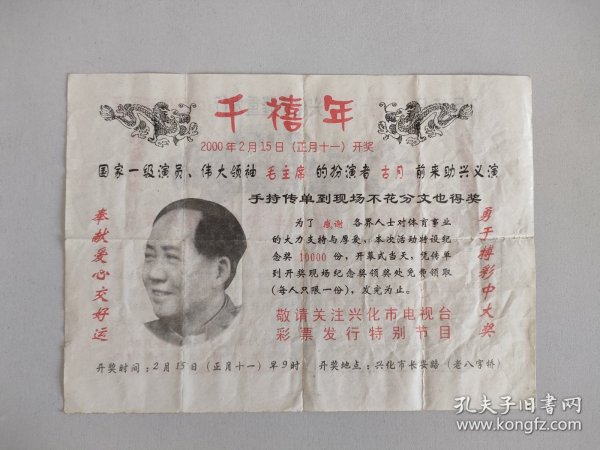 千禧年
2000年2月15日（正月十一）开奖
国家一级演员、伟大领袖 毛主席 的扮演者 古月 前来助兴义演
手持传单到现场不花分文也得奖
奉献爱心交好运
为了 感谢 各界人士对体育事业
的大力支持与厚爱，本次活动特设纪
念奖10000份，开幕式当天，凭传单
到开奖现场纪念奖领奖处免费领取
（每人只限一份），发完为止。
敬请关注兴化市电视台
彩票发行特别节目
勇于搏彩中大奖
开奖时间：2月15日（正月十一）早9时 开奖地点：兴化市长安路（老八字桥）
孔夫子旧书网
www.kongfz.com